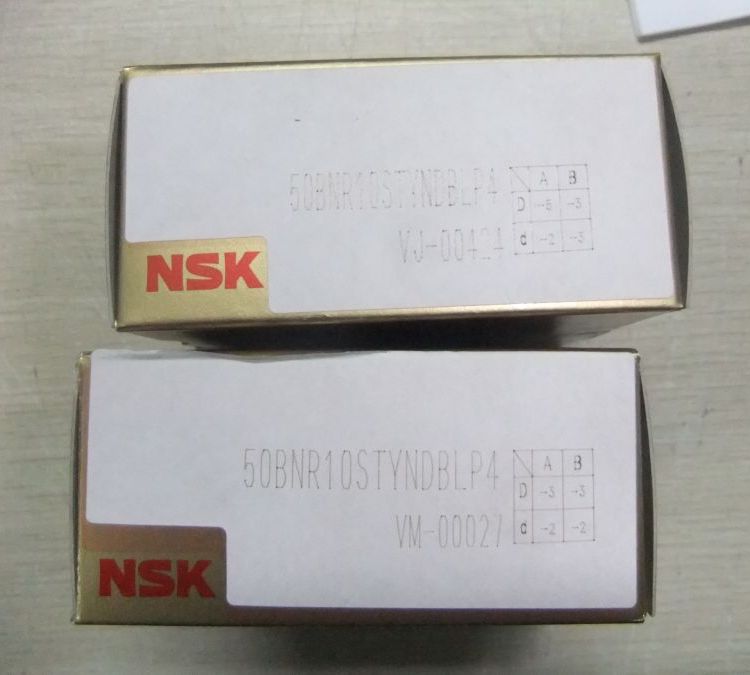 50BNR10STYNDBLP4
VJ-00424
A B
D -5 -3
d -2 -3
NSK
50BNR10STYNDBLP4
VM-00027
A B
D -3 -3
d -2 -2
NSK